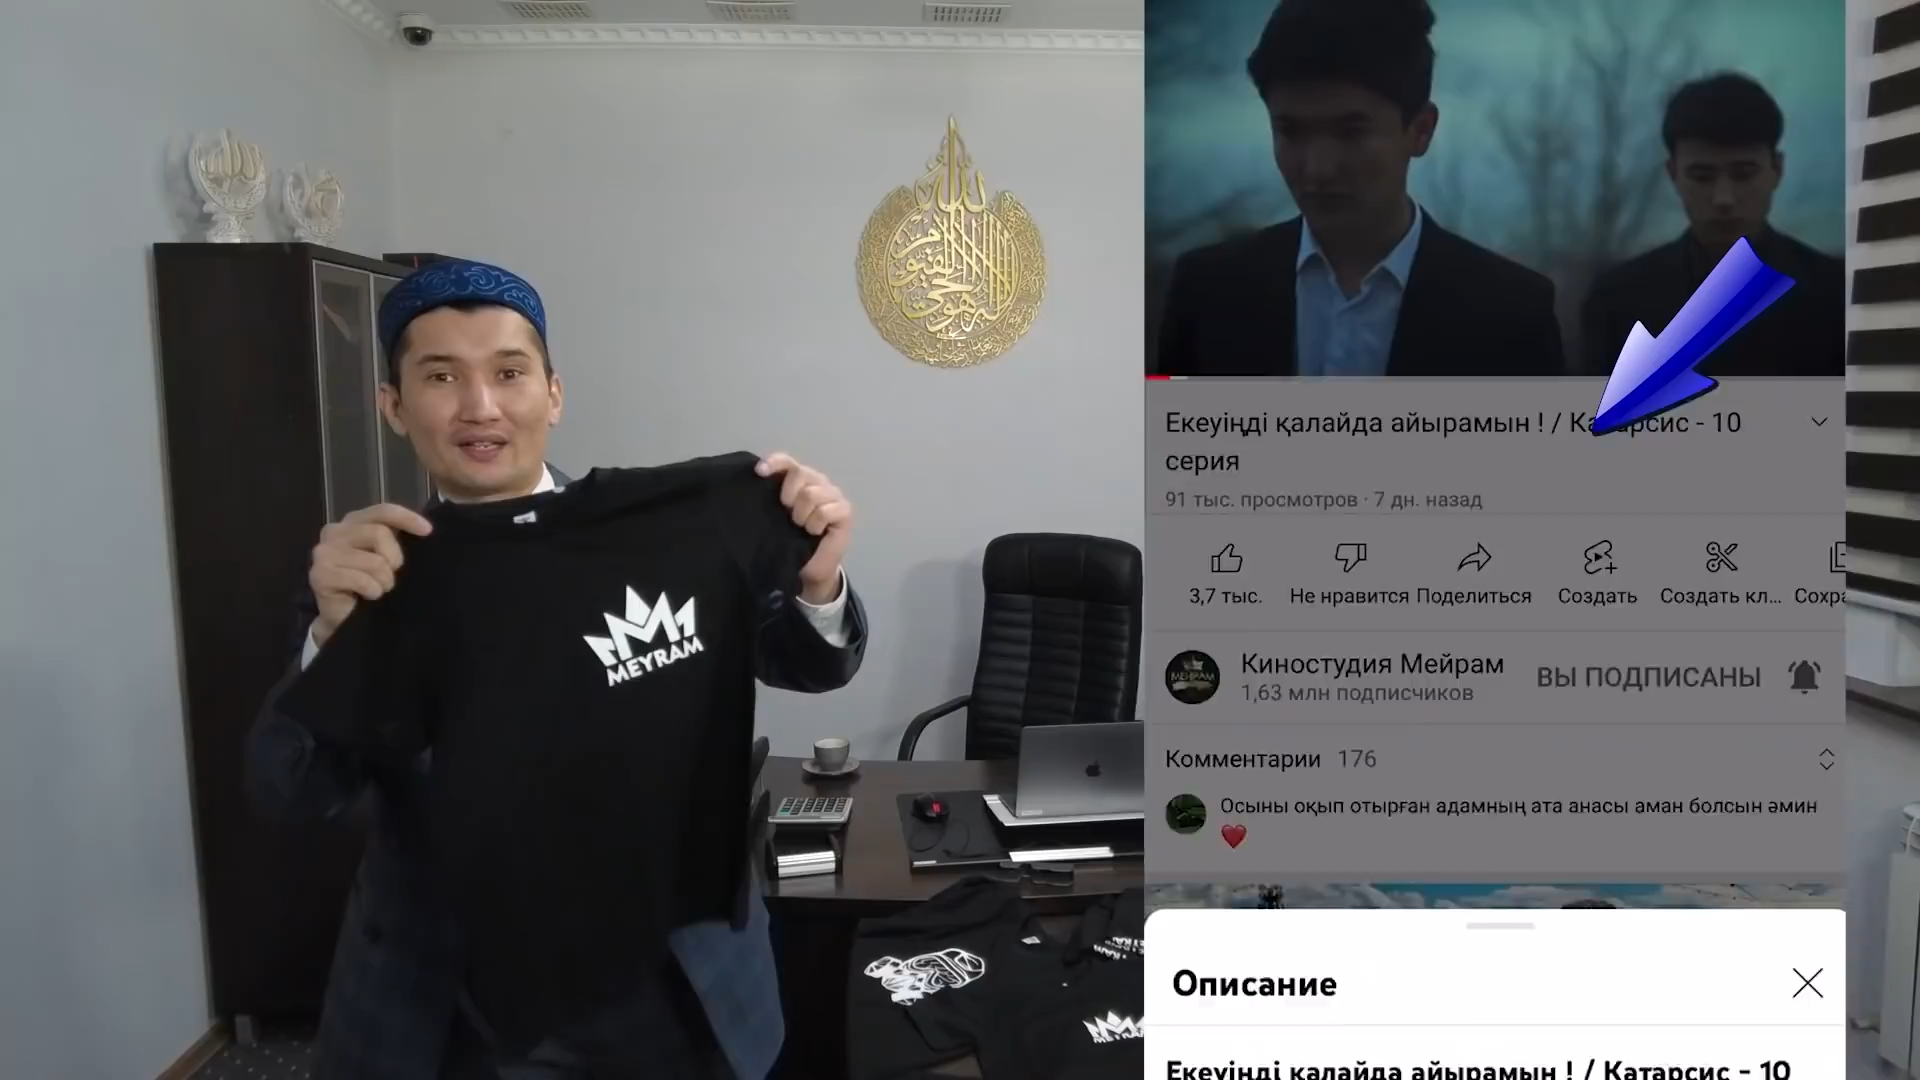 MEYRAM
Екеуіңді қалайда айырамын ! / Катарсис - 10
серия
91 тыс. просмотров · 7 дн. назад
3,7 тыс.
Не нравится
Поделиться
Создать
Создать кл...
Киностудия Мейрам
1,63 млн подписчиков
ВЫ ПОДПИСАНЫ
Комментарии 176
Осыны оқып отырған адамның ата анасы аман болсын әмин
❤️
Описание
Екеуіңді қалайда айырамын ! / Катарсис - 10
MEYRAM